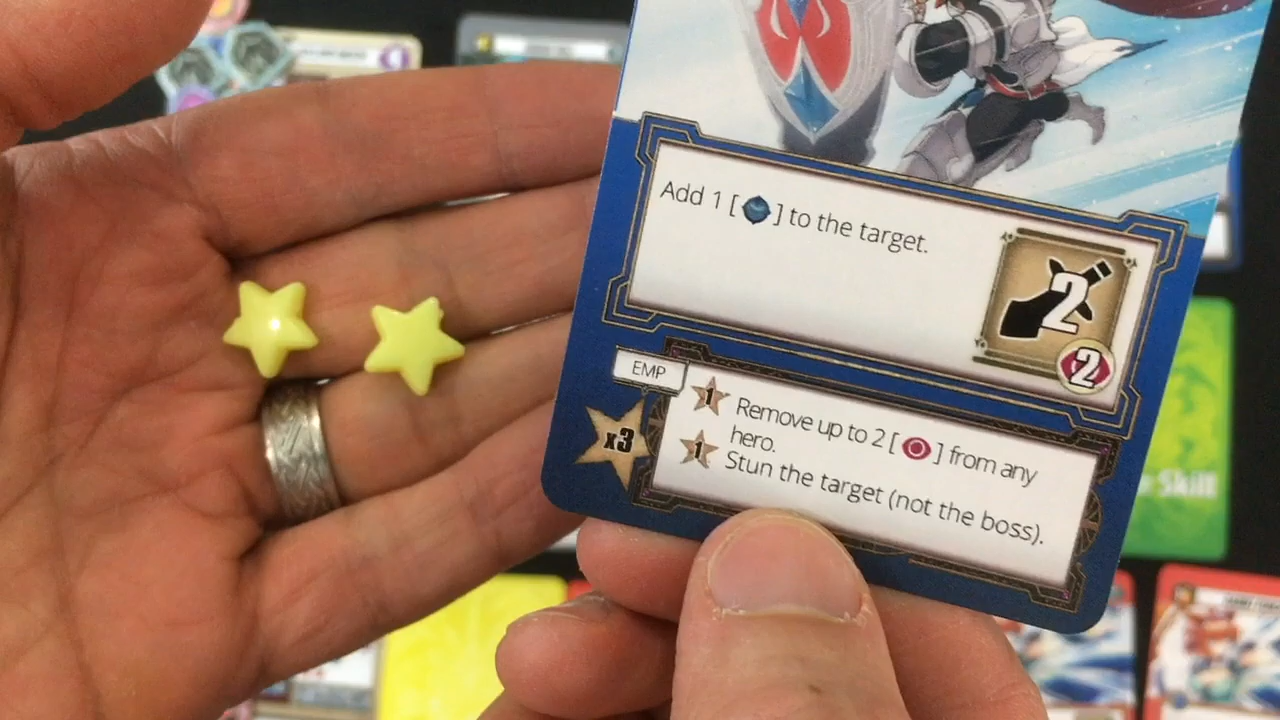 Add 1 [ ] to the target.
2
2
EMP
x3
1 Remove up to 2 [ ] from any
hero.
1 Stun the target (not the boss).
Skill